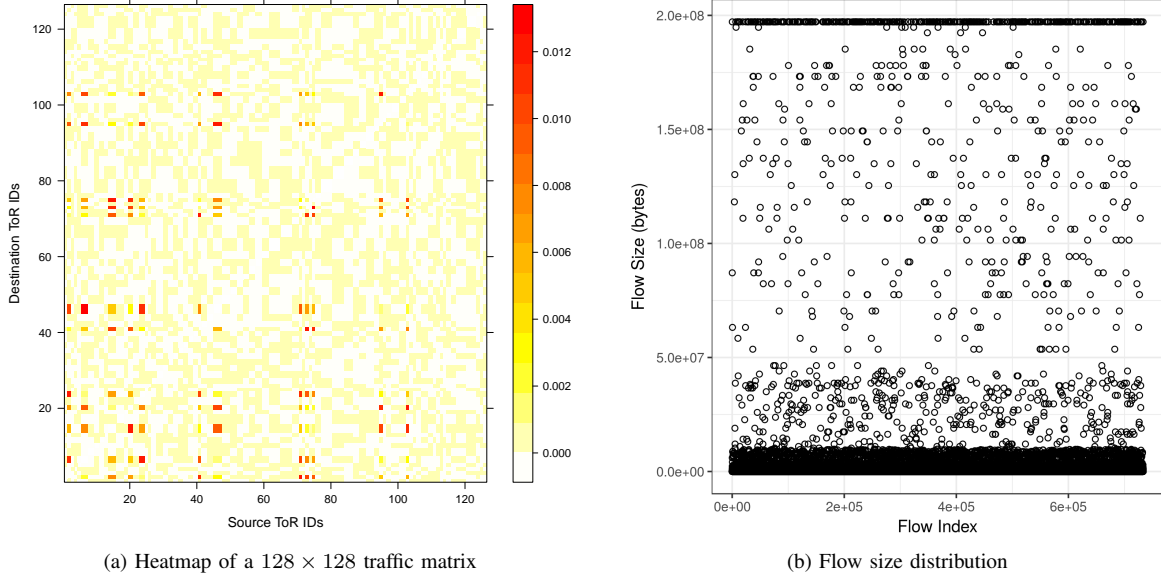 120
100
80
60
40
20
20
40
60
80
100
120
Destination ToR IDs
Source ToR IDs
0.012
0.010
0.008
0.006
0.004
0.002
0.000
(a) Heatmap of a 128 × 128 traffic matrix
2.0e+08
1.5e+08
1.0e+08
5.0e+07
0.0e+00
Flow Size (bytes)
0e+00
2e+05
4e+05
6e+05
Flow Index
(b) Flow size distribution